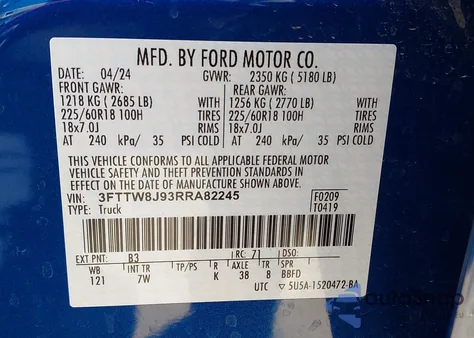 MFD. BY FORD MOTOR CO.
DATE: 04/24 GVWR: 2350 KG ( 5180 LB)
FRONT GAWR: REAR GAWR:
1218 KG ( 2685 LB) WITH 1256 KG ( 2770 LB) WITH
225/60R18 100H TIRES 225/60R18 100H TIRES
18x7.0J RIMS 18x7.0J RIMS
AT 240 kPa/ 35 PSI COLD AT 240 kPa/ 35 PSI COLD
THIS VEHICLE CONFORMS TO ALL APPLICABLE FEDERAL MOTOR
VEHICLE SAFETY AND THEFT PREVENTION STANDARDS IN
EFFECT ON THE DATE OF MANUFACTURE SHOWN ABOVE.
VIN: 3FTTW8J93RRA82245 F0209
TYPE: Truck T0419
EXT PNT: B3 RC: 71 DSO:
WB INT TR TP/PS R AXLE TR SPR
121 7W K 38 8 BBFD
UTC ▽ 5U5A-1520472-BA
AutoShop